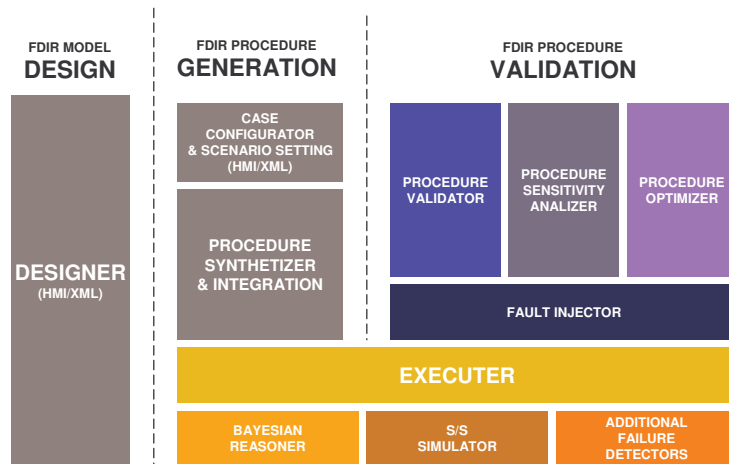 FDIR MODEL
DESIGN
DESIGNER
(HMI/XML)
FDIR PROCEDURE
GENERATION
CASE
CONFIGURATOR
& SCENARIO SETTING
(HMI/XML)
PROCEDURE
SYNTHETIZER
& INTEGRATION
FDIR PROCEDURE
VALIDATION
PROCEDURE
VALIDATOR
PROCEDURE
SENSITIVITY
ANALIZER
PROCEDURE
OPTIMIZER
FAULT INJECTOR
EXECUTER
BAYESIAN
REASONER
S/S
SIMULATOR
ADDITIONAL
FAILURE
DETECTORS